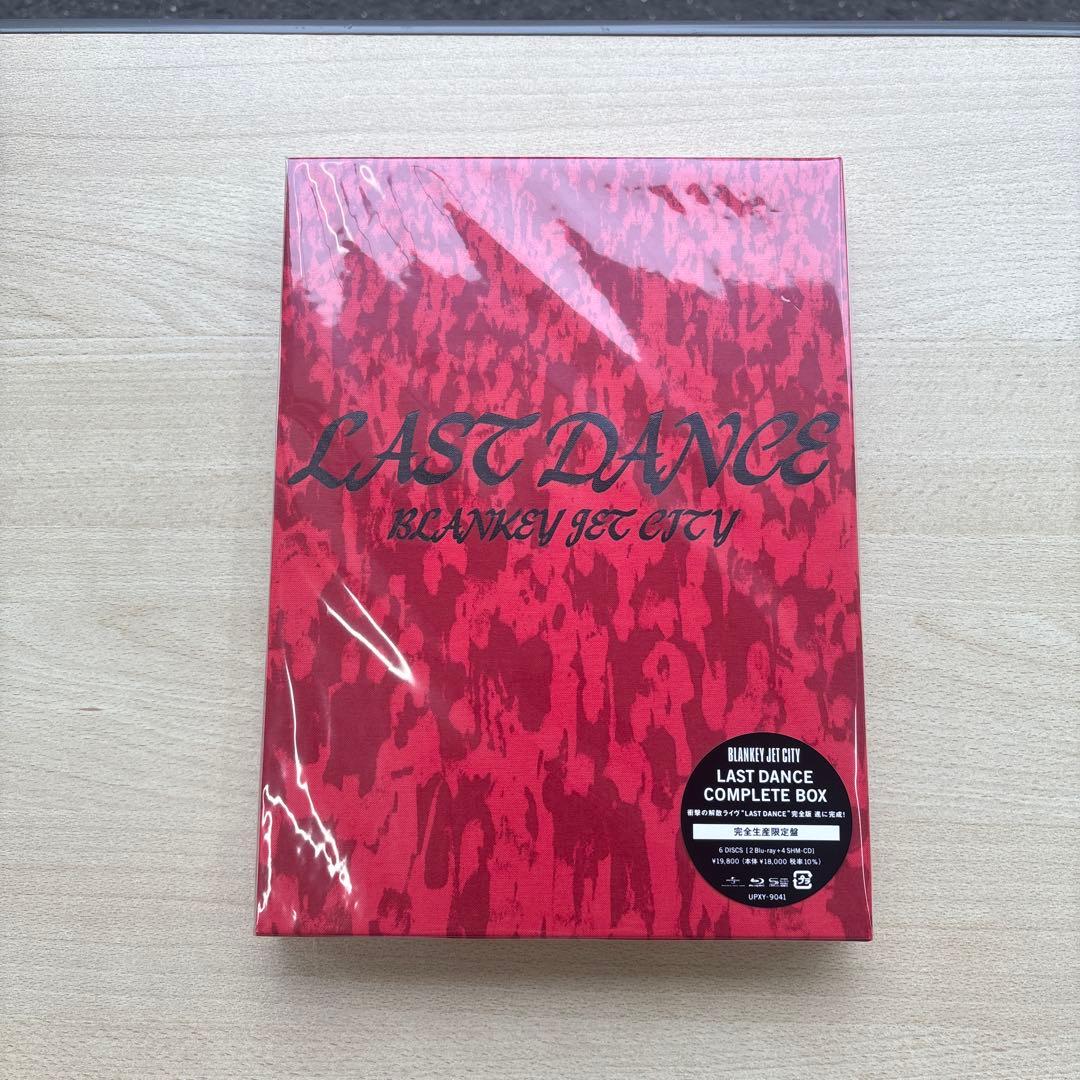 LAST DANCE
BLANKEY JET CITY
BLANKEY JET CITY
LAST DANCE
COMPLETE BOX
衝撃の解散ライヴ"LAST DANCE"完全版 遂に完成!
完全生産限定盤
6 DISCS [2 Blu-ray+4 SHM-CD]
¥19,800 (本体 ¥18,000 税率10%)
UPXY-9041